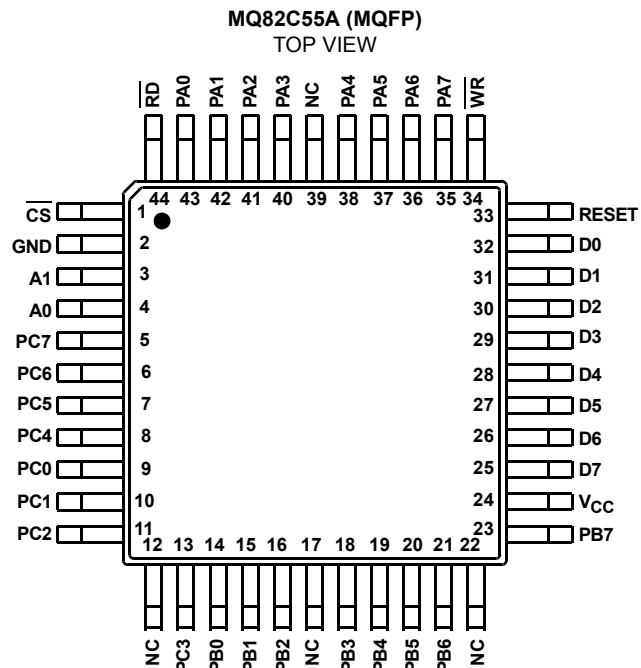 MQ82C55A (MQFP)
TOP VIEW
R̅D̅ PA0 PA1 PA2 PA3 NC PA4 PA5 PA6 PA7 W̅R̅
44 43 42 41 40 39 38 37 36 35 34
C̅S̅ 1 33 RESET
GND 2 32 D0
A1 3 31 D1
A0 4 30 D2
PC7 5 29 D3
PC6 6 28 D4
PC5 7 27 D5
PC4 8 26 D6
PC0 9 25 D7
PC1 10 24 VCC
PC2 11 23 PB7
12 13 14 15 16 17 18 19 20 21 22
NC PC3 PB0 PB1 PB2 NC PB3 PB4 PB5 PB6 NC